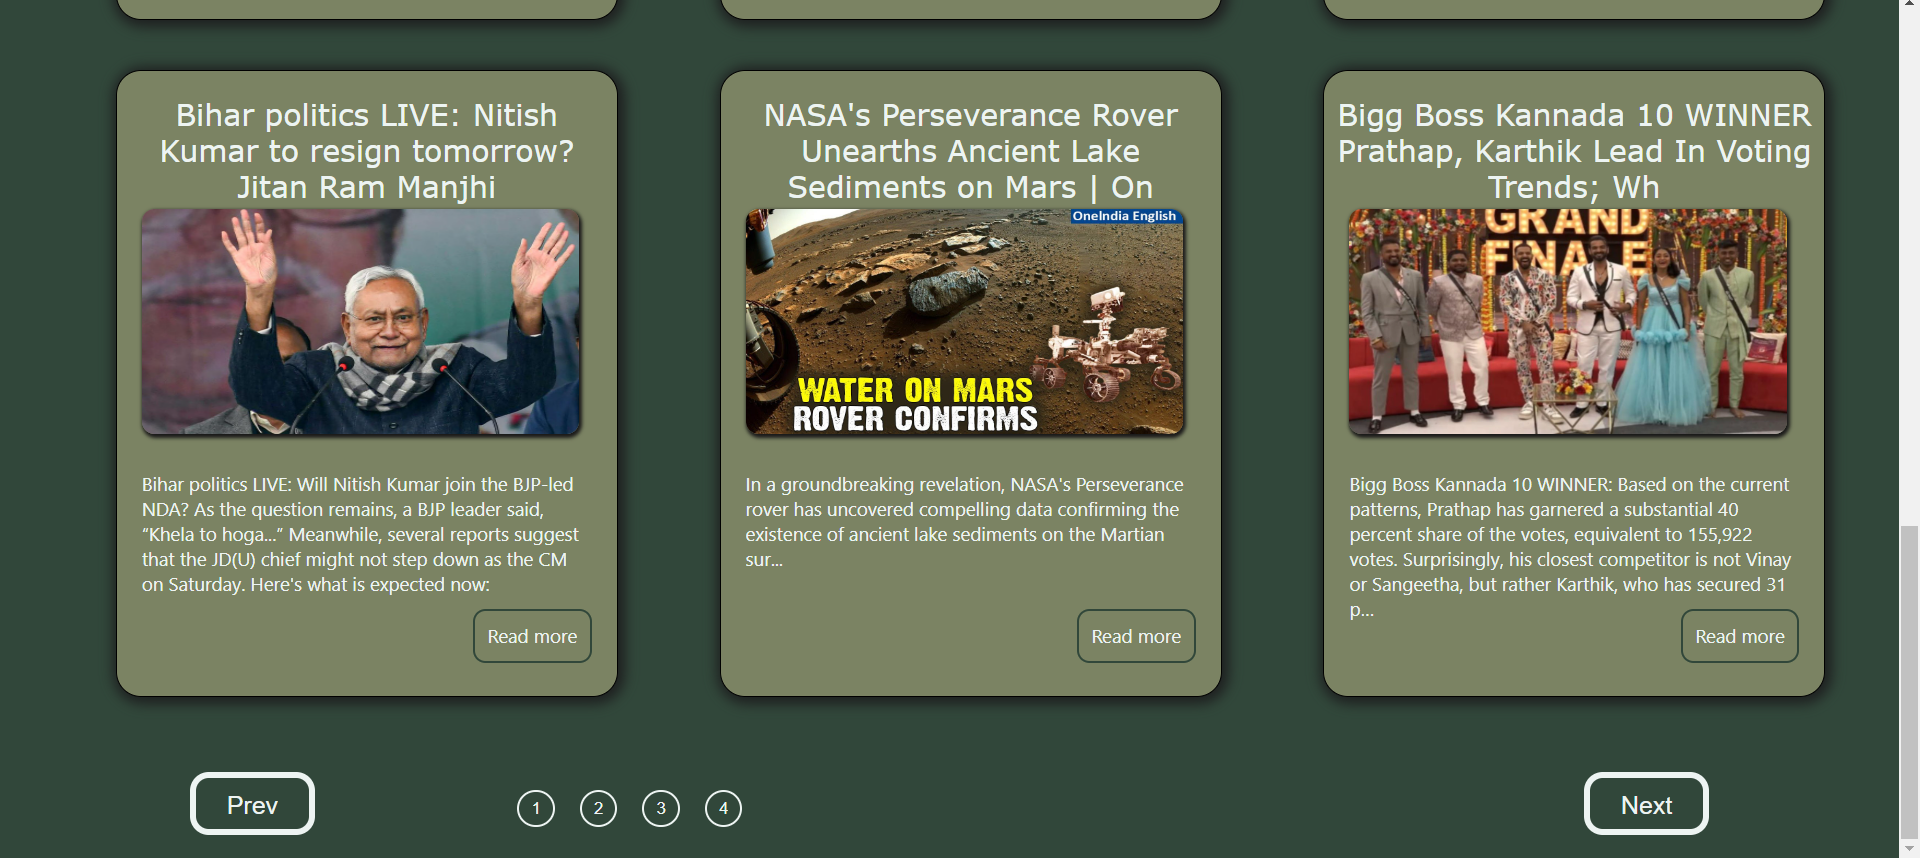 Bihar politics LIVE: Nitish
Kumar to resign tomorrow?
Jitan Ram Manjhi
Bihar politics LIVE: Will Nitish Kumar join the BJP-led
NDA? As the question remains, a BJP leader said,
“Khela to hoga...” Meanwhile, several reports suggest
that the JD(U) chief might not step down as the CM
on Saturday. Here's what is expected now:
Read more
NASA's Perseverance Rover
Unearths Ancient Lake
Sediments on Mars | On
OneIndia English
WATER ON MARS
ROVER CONFIRMS
In a groundbreaking revelation, NASA's Perseverance
rover has uncovered compelling data confirming the
existence of ancient lake sediments on the Martian
sur...
Read more
Bigg Boss Kannada 10 WINNER
Prathap, Karthik Lead In Voting
Trends; Wh
GRAND
FINALE
Bigg Boss Kannada 10 WINNER: Based on the current
patterns, Prathap has garnered a substantial 40
percent share of the votes, equivalent to 155,922
votes. Surprisingly, his closest competitor is not Vinay
or Sangeetha, but rather Karthik, who has secured 31
p...
Read more
Prev
1 2 3 4
Next